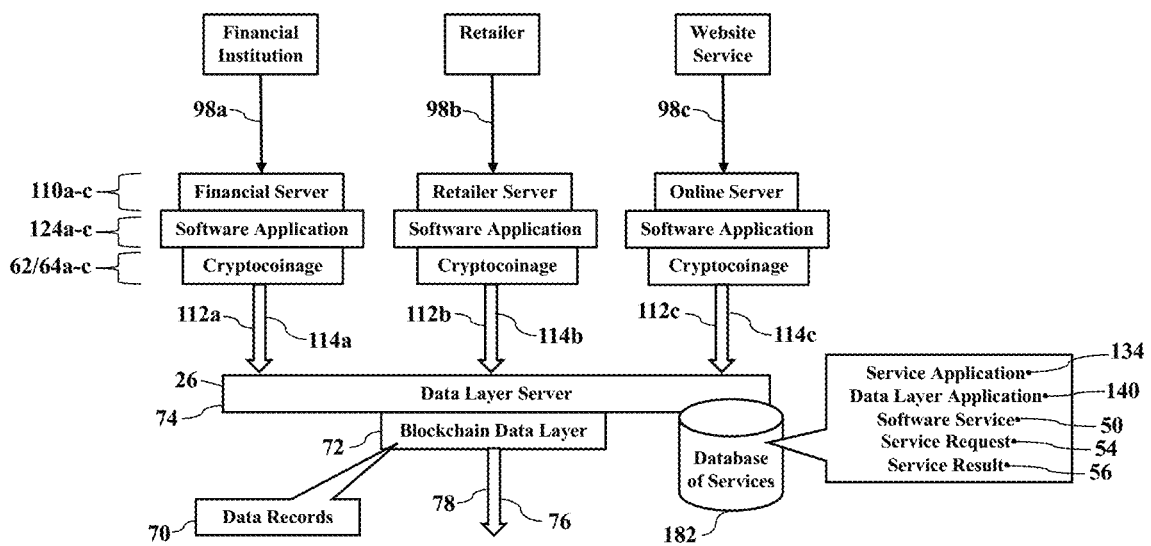 Financial
Institution
Retailer
Website
Service
98a
98b
98c
110a-c
Financial Server
Retailer Server
Online Server
124a-c
Software Application
Software Application
Software Application
62/64a-c
Cryptocoinage
Cryptocoinage
Cryptocoinage
112a
114a
112b
114b
112c
114c
26
74
Data Layer Server
72
Blockchain Data Layer
Database
of Services
182
Service Application•
134
Data Layer Application•
140
Software Service•
50
Service Request•
54
Service Result•
56
70
Data Records
78
76